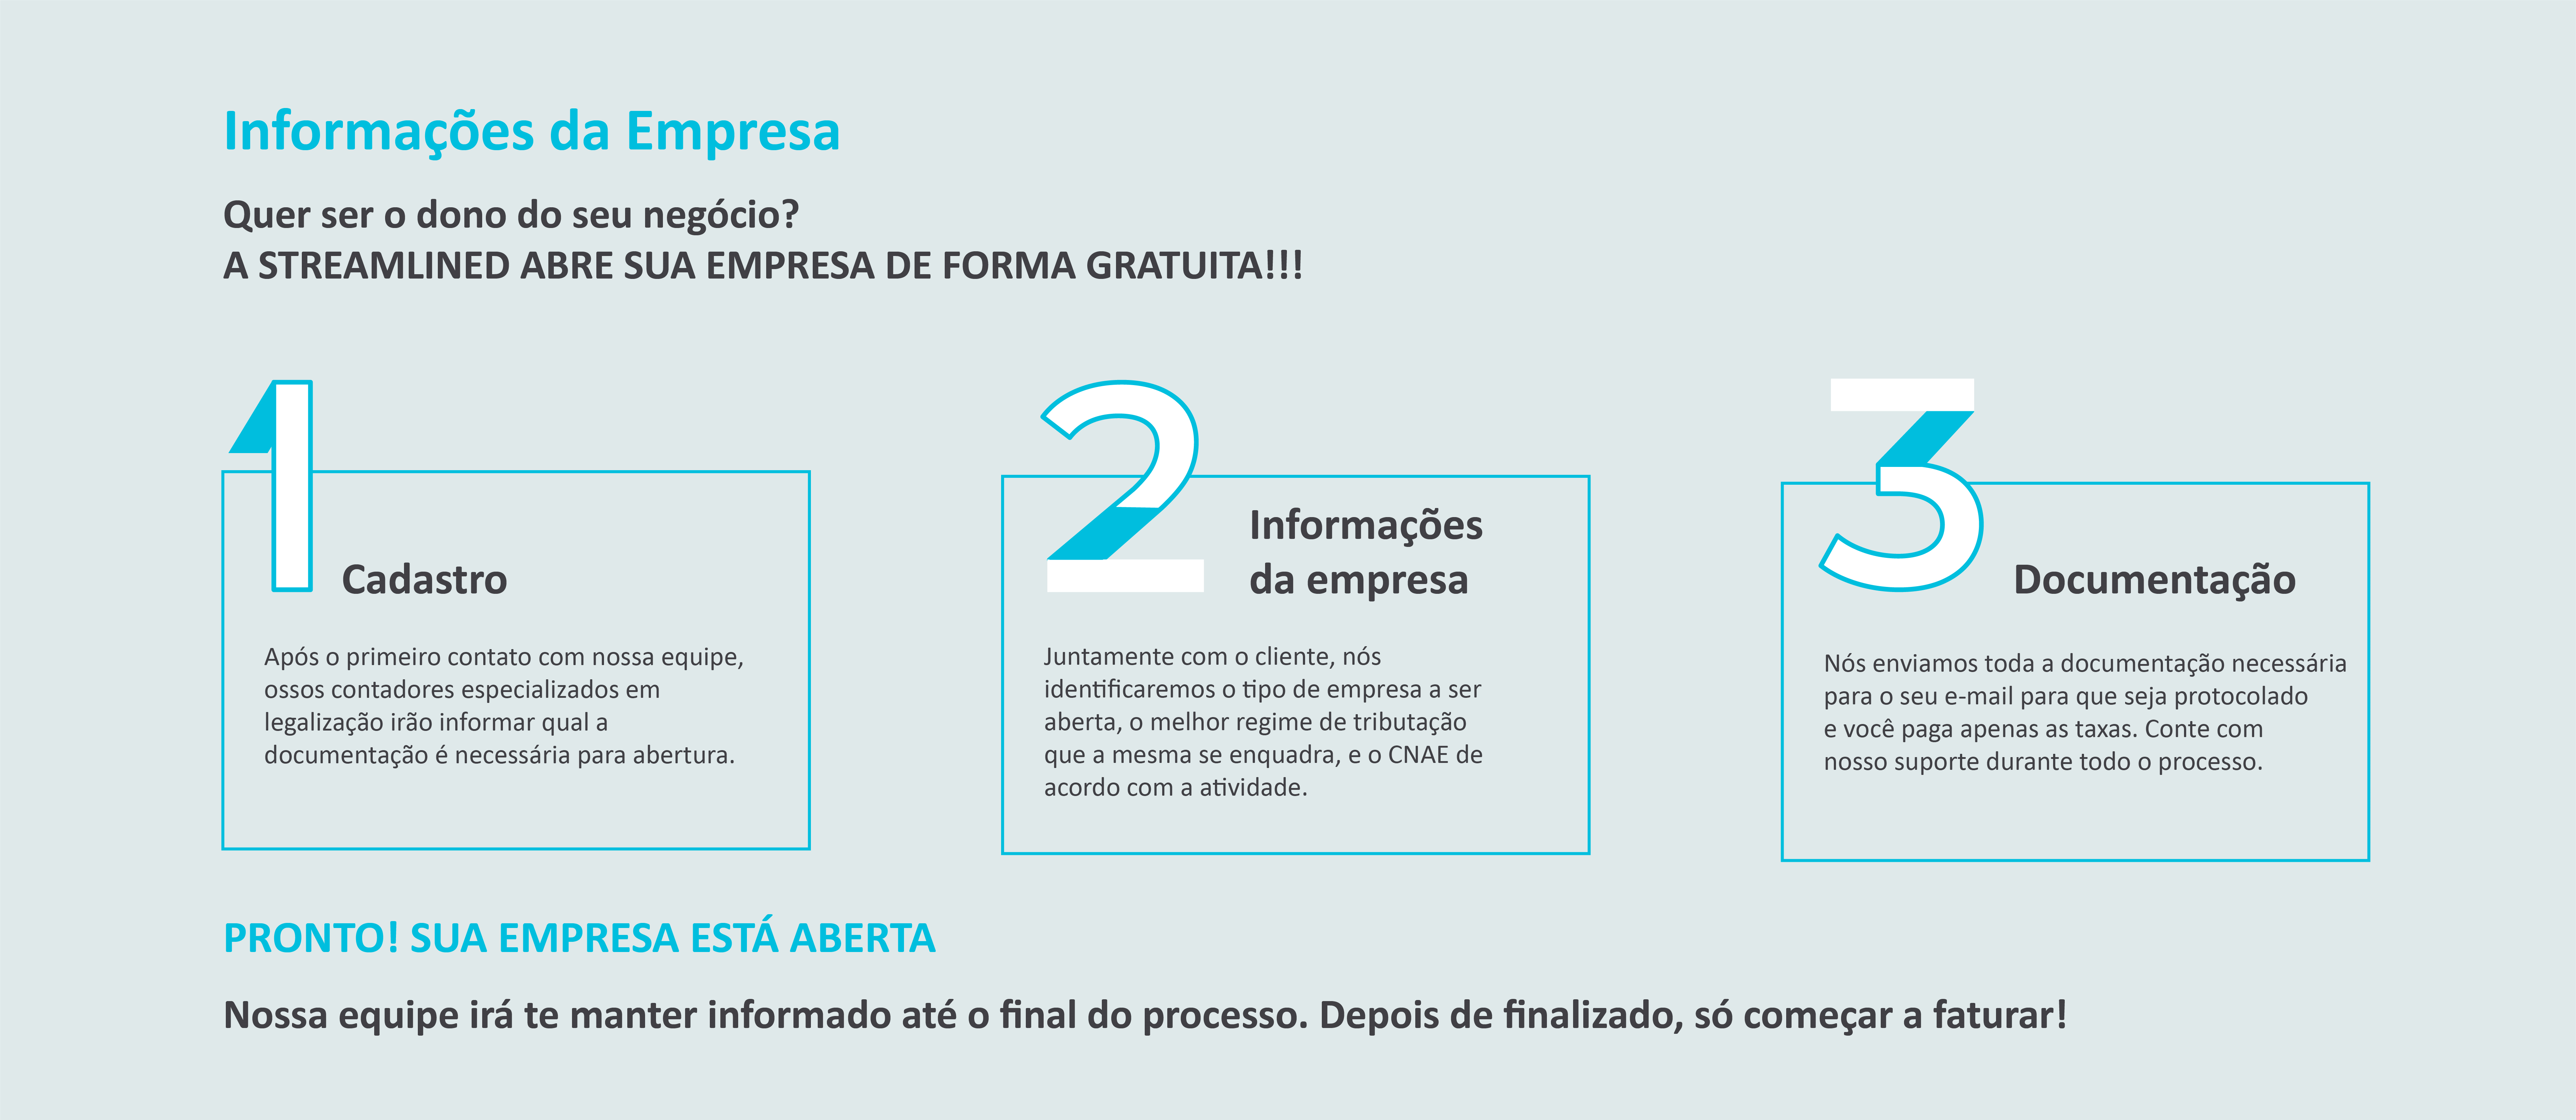 Informações da Empresa
Quer ser o dono do seu negócio?
A STREAMLINED ABRE SUA EMPRESA DE FORMA GRATUITA!!!
1
Cadastro
Após o primeiro contato com nossa equipe,
ossos contadores especializados em
legalização irão informar qual a
documentação é necessária para abertura.
2
Informações
da empresa
Juntamente com o cliente, nós
identificaremos o tipo de empresa a ser
aberta, o melhor regime de tributação
que a mesma se enquadra, e o CNAE de
acordo com a atividade.
3
Documentação
Nós enviamos toda a documentação necessária
para o seu e-mail para que seja protocolado
e você paga apenas as taxas. Conte com
nosso suporte durante todo o processo.
PRONTO! SUA EMPRESA ESTÁ ABERTA
Nossa equipe irá te manter informado até o final do processo. Depois de finalizado, só começar a faturar!